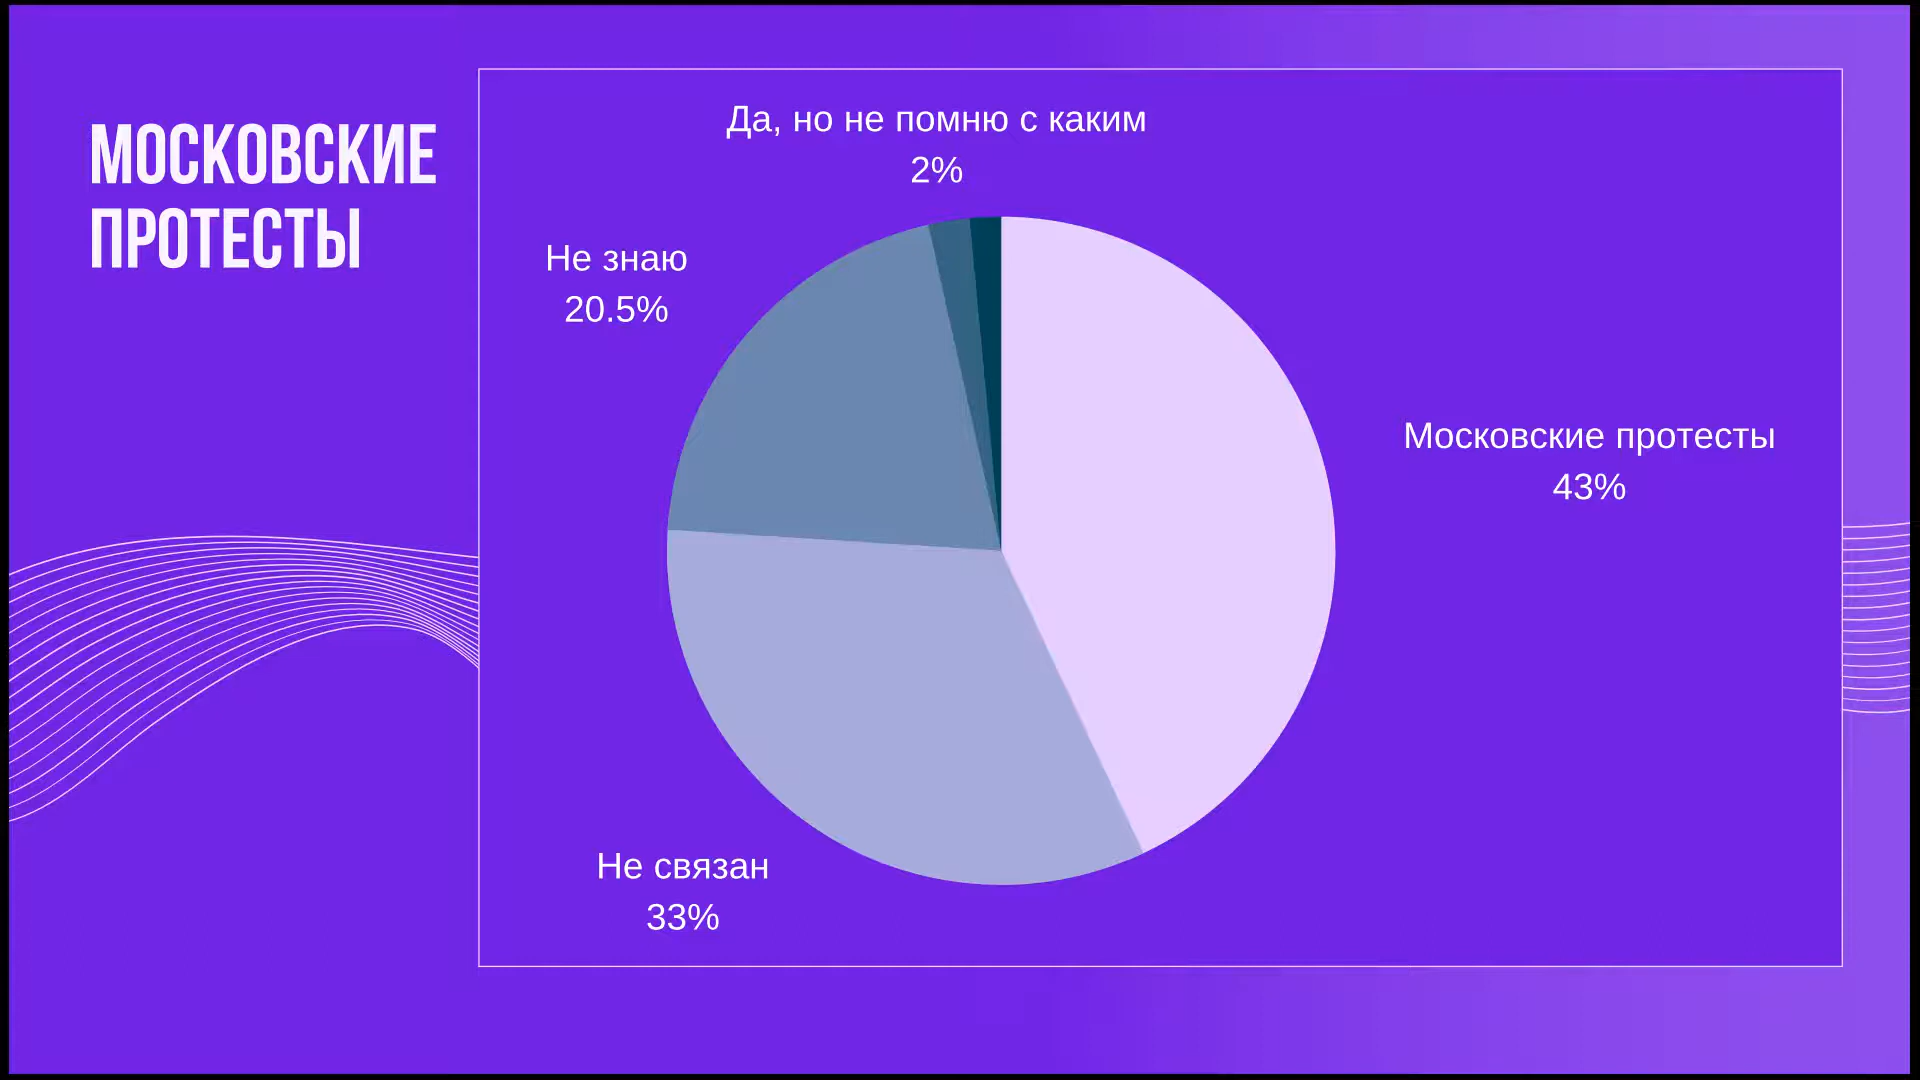 МОСКОВСКИЕ
ПРОТЕСТЫ
Да, но не помню с каким
2%
Не знаю
20.5%
Московские протесты
43%
Не связан
33%